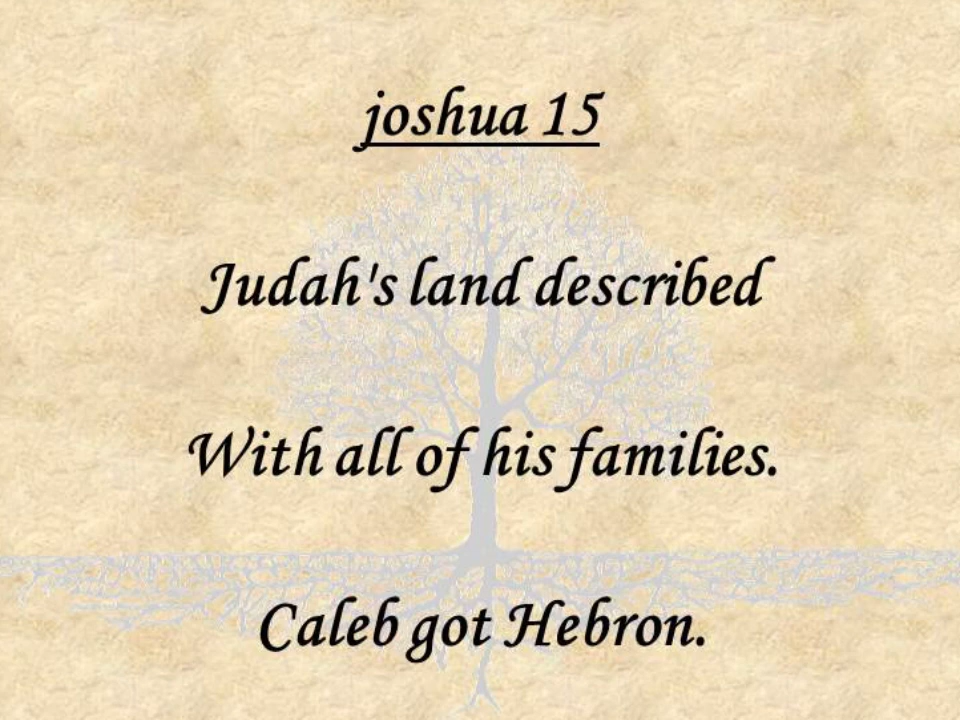 joshua 15
Judah's land described
With all of his families.
Caleb got Hebron.